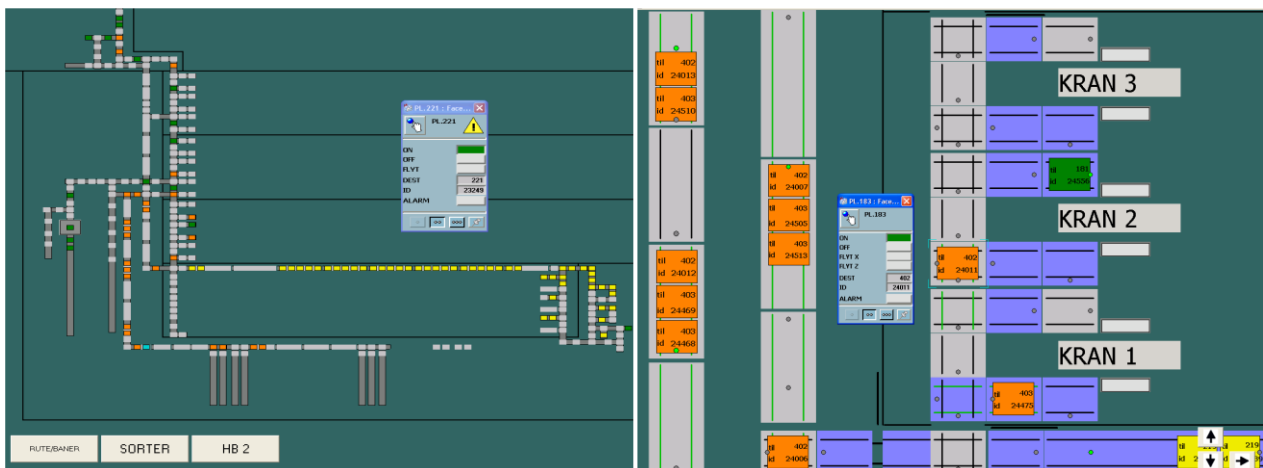 PL.221 : Face...
PL.221
ON
OFF
FLYT
DEST 221
ID 23249
ALARM
RUTE/BANER
SORTER
HB 2
til 402
id 24013
til 403
id 24510
til 402
id 24012
til 403
id 24469
til 403
id 24468
til 402
id 24007
til 403
id 24505
til 403
id 24513
til 402
id 24006
PL.183 : Face...
PL.183
ON
OFF
FLYT X
FLYT Z
DEST 402
ID 24011
ALARM
KRAN 3
til 181
id 24556
KRAN 2
til 402
id 24011
KRAN 1
til 403
id 24475
til
id
219